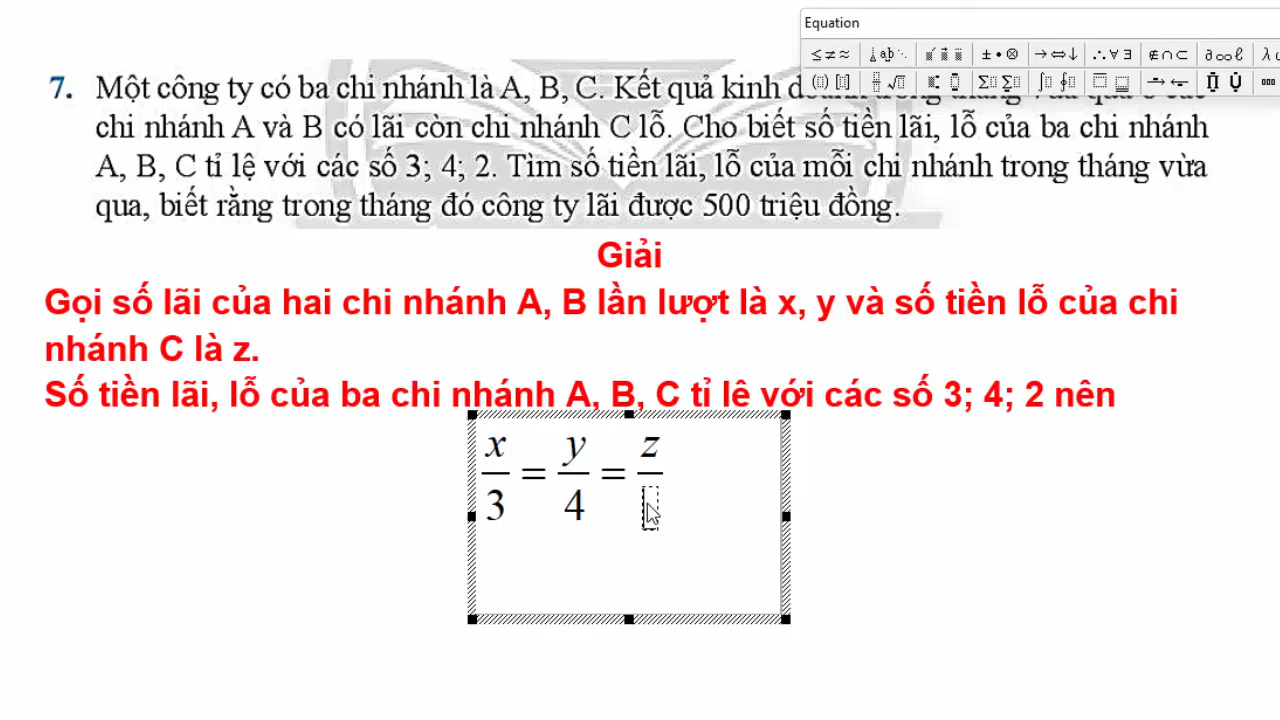 Equation
7. Một công ty có ba chi nhánh là A, B, C. Kết quả kinh
chi nhánh A và B có lãi còn chi nhánh C lỗ. Cho biết số tiền lãi, lỗ của ba chi nhánh
A, B, C tỉ lệ với các số 3; 4; 2. Tìm số tiền lãi, lỗ của mỗi chi nhánh trong tháng vừa
qua, biết rằng trong tháng đó công ty lãi được 500 triệu đồng.
Giải
Gọi số lãi của hai chi nhánh A, B lần lượt là x, y và số tiền lỗ của chi
nhánh C là z.
Số tiền lãi, lỗ của ba chi nhánh A, B, C tỉ lê với các số 3; 4; 2 nên
x/3 = y/4 = z/